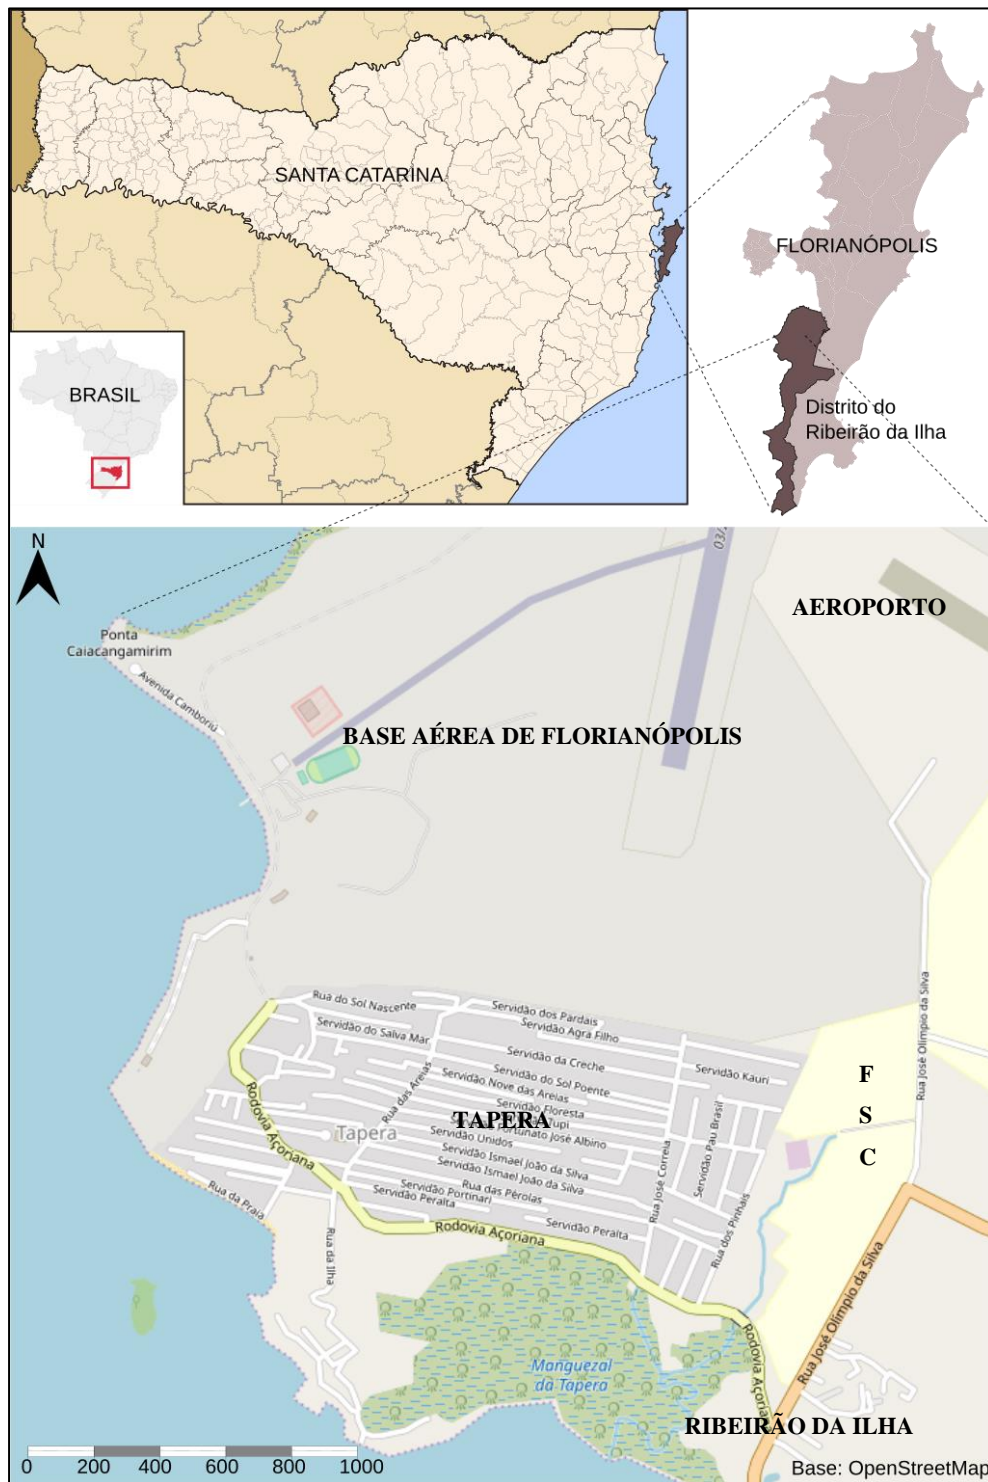 SANTA CATARINA
FLORIANÓPOLIS
BRASIL
Distrito do
Ribeirão da Ilha
N
03/
AEROPORTO
Ponta
Caiacangamirim
Avenida Camboriú
BASE AÉREA DE FLORIANÓPOLIS
Rua José Olímpio da Silva
Rua do Sol Nascente
Servidão dos Pardais
Servidão Agra Filho
Servidão do Salva Mar
Servidão da Creche
Servidão do Sol Poente
Servidão Kauri
Servidão Nove das Areias
Rua das Areias
Servidão Floresta
Servidão Pau Brasil
F
S
C
TAPERA
Tupi
Fortunato José Albino
Tapera
Servidão Unidos
Servidão Ismael João da Silva
Servidão Ismael João da Silva
Rua José Correia
Rodovia Açoriana
Rua das Pérolas
Servidão Portinari
Servidão Peralta
Rua da Praia
Servidão Peralta
Rua dos Pinhais
Rodovia Açoriana
Rua da Ilha
Rua José Olímpio da Silva
Manguezal
da Tapera
Rodovia Açoriana
RIBEIRÃO DA ILHA
0 200 400 600 800 1000
Base: OpenStreetMap